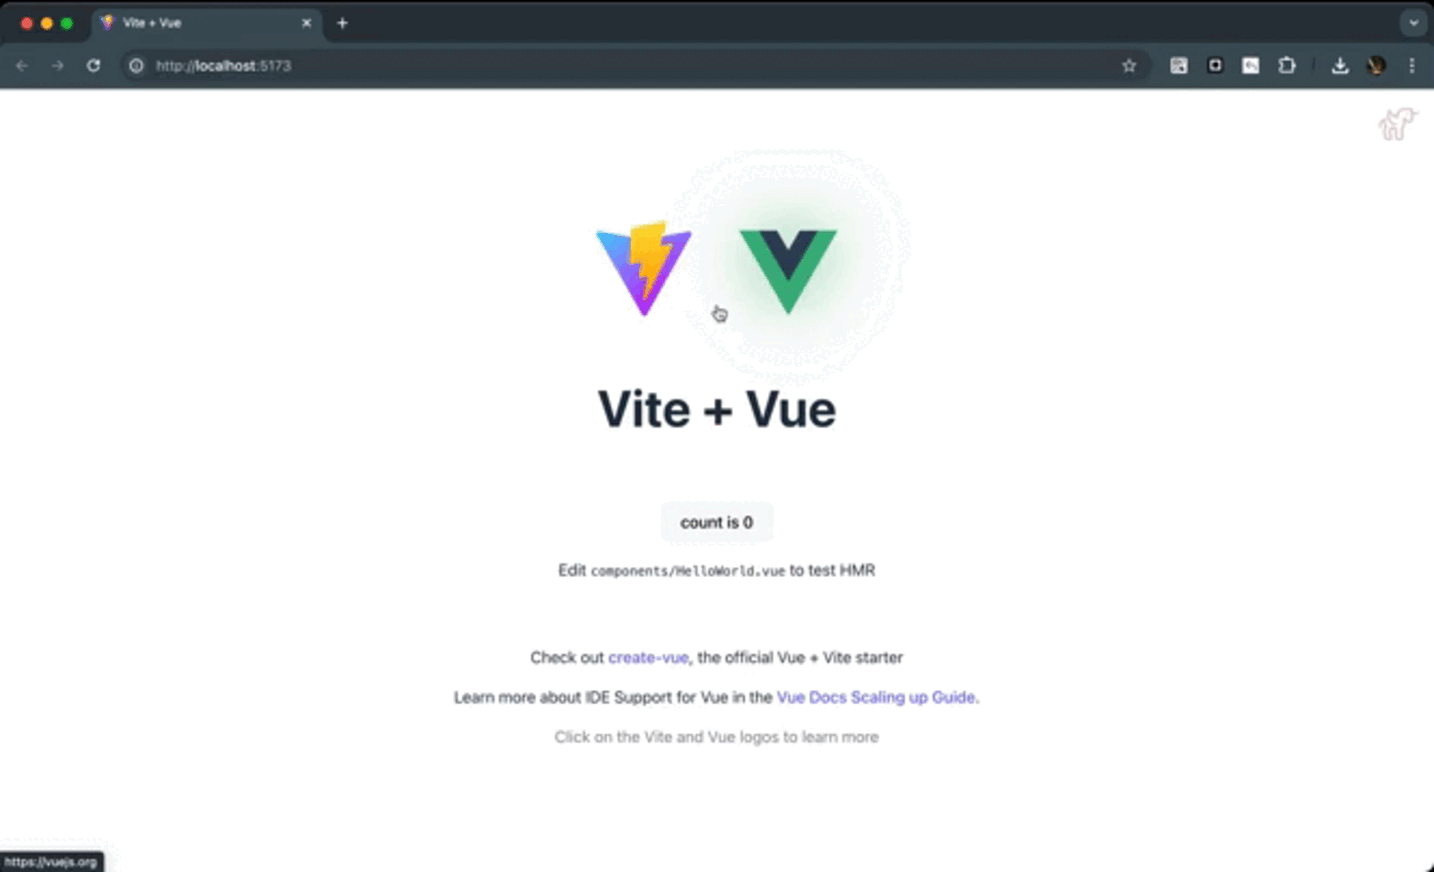 Vite + Vue
http://localhost:5173
Vite + Vue
count is 0
Edit components/HelloWorld.vue to test HMR
Check out create-vue, the official Vue + Vite starter
Learn more about IDE Support for Vue in the Vue Docs Scaling up Guide.
Click on the Vite and Vue logos to learn more
https://vuejs.org